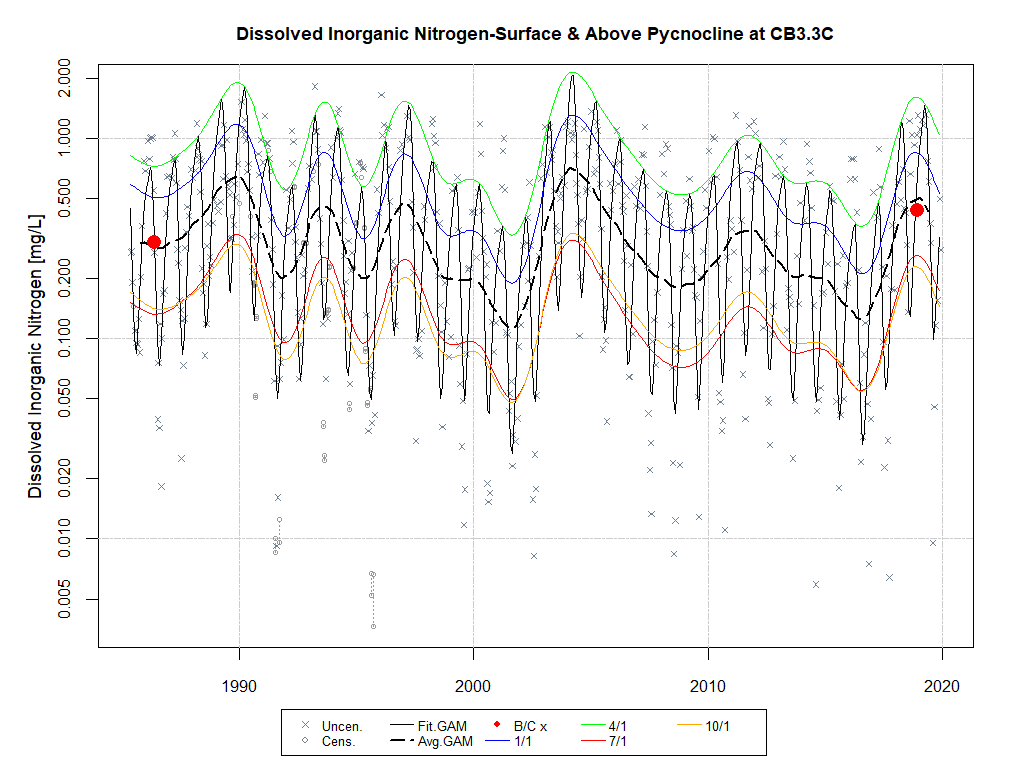 Dissolved Inorganic Nitrogen-Surface & Above Pycnocline at CB3.3C
Dissolved Inorganic Nitrogen [mg/L]
2.000
1.000
0.500
0.200
0.100
0.050
0.020
0.010
0.005
1990 2000 2010 2020
Uncen. Fit.GAM B/C x 4/1 10/1
Cens. Avg.GAM 1/1 7/1